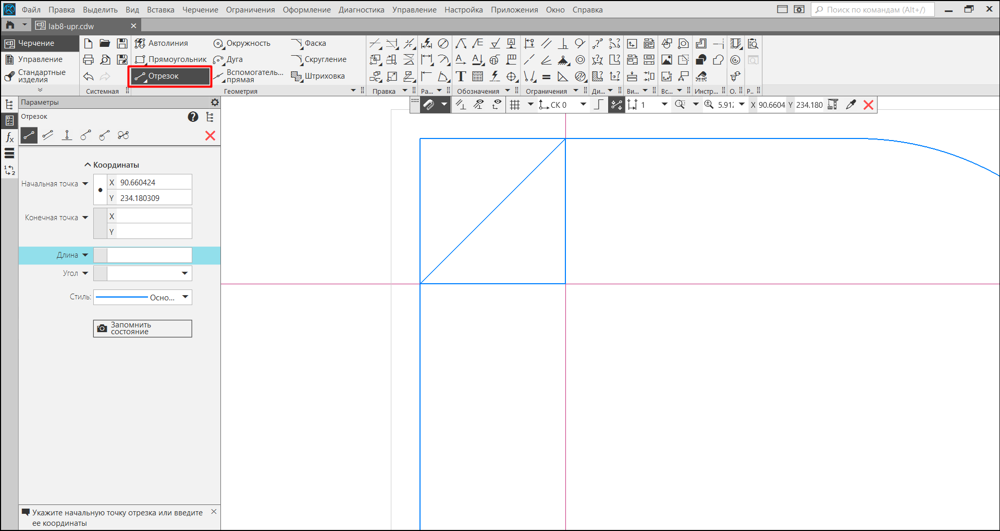 Файл Правка Выделить Вид Вставка Черчение Ограничения Оформление Диагностика Управление Настройка Приложения Окно Справка Поиск по командам (Alt+/)
lab8-upr.cdw
Черчение Автолиния Окружность Фаска
Управление Прямоугольник Дуга Скругление
Стандартные изделия Отрезок Вспомогатель... прямая Штриховка
Системная Геометрия Правка Ра... Обозначения Ограничения Ди... Ви... Вс... Инстр... О. Р..
Параметры
СК 0 1 5.912 X 90.6604 Y 234.180
Отрезок
Координаты
Начальная точка X 90.660424
Y 234.180309
Конечная точка X
Y
Длина
Угол
Стиль: Осно...
Запомнить
состояние
Укажите начальную точку отрезка или введите
ее координаты